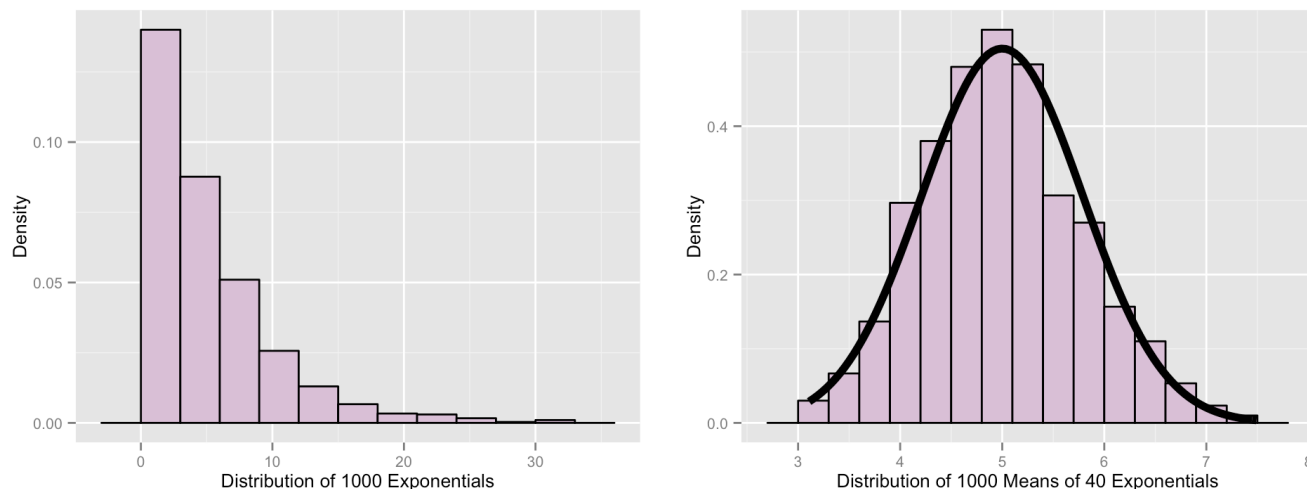 Density
0.10
0.05
0.00
0 10 20 30
Distribution of 1000 Exponentials
Density
0.4
0.2
0.0
3 4 5 6 7 8
Distribution of 1000 Means of 40 Exponentials